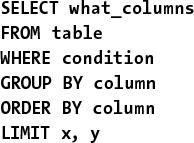 SELECT what_columns
FROM table
WHERE condition
GROUP BY column
ORDER BY column
LIMIT x, y